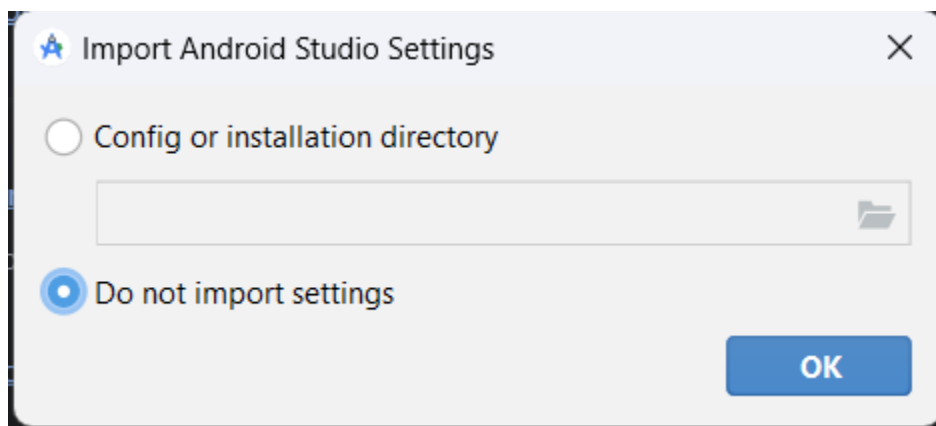 Import Android Studio Settings
Config or installation directory
Do not import settings
OK